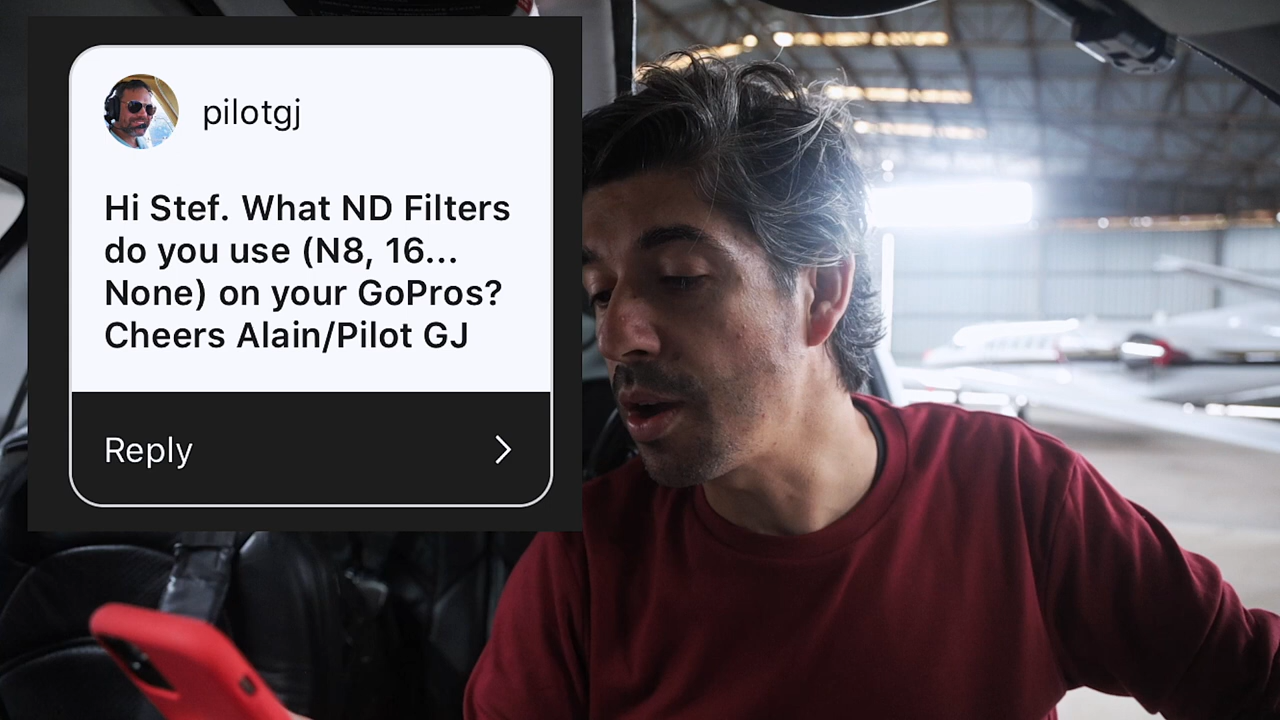 pilotgj
Hi Stef. What ND Filters
do you use (N8, 16...
None) on your GoPros?
Cheers Alain/Pilot GJ
Reply